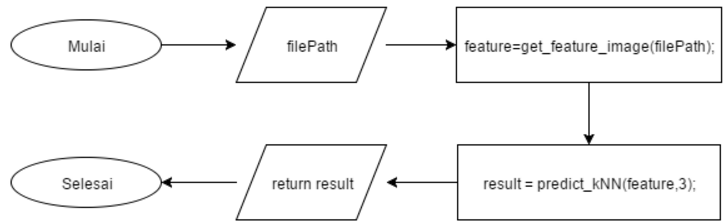 Mulai
filePath
feature=get_feature_image(filePath);
result = predict_kNN(feature,3);
return result
Selesai